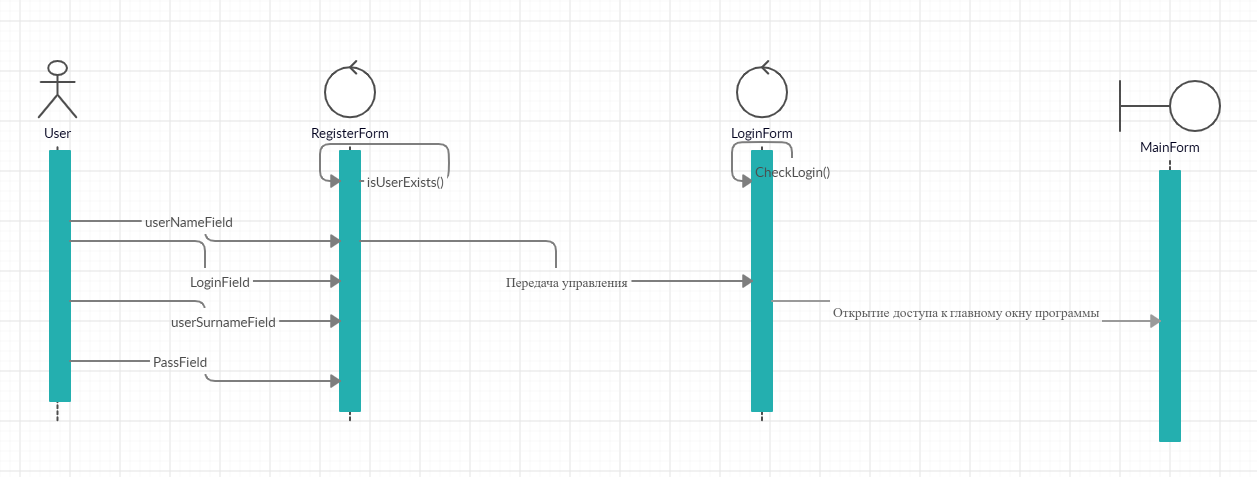 User
RegisterForm
LoginForm
MainForm
isUserExists()
CheckLogin()
userNameField
LoginField
Передача управления
userSurnameField
Открытие доступа к главному окну программы
PassField